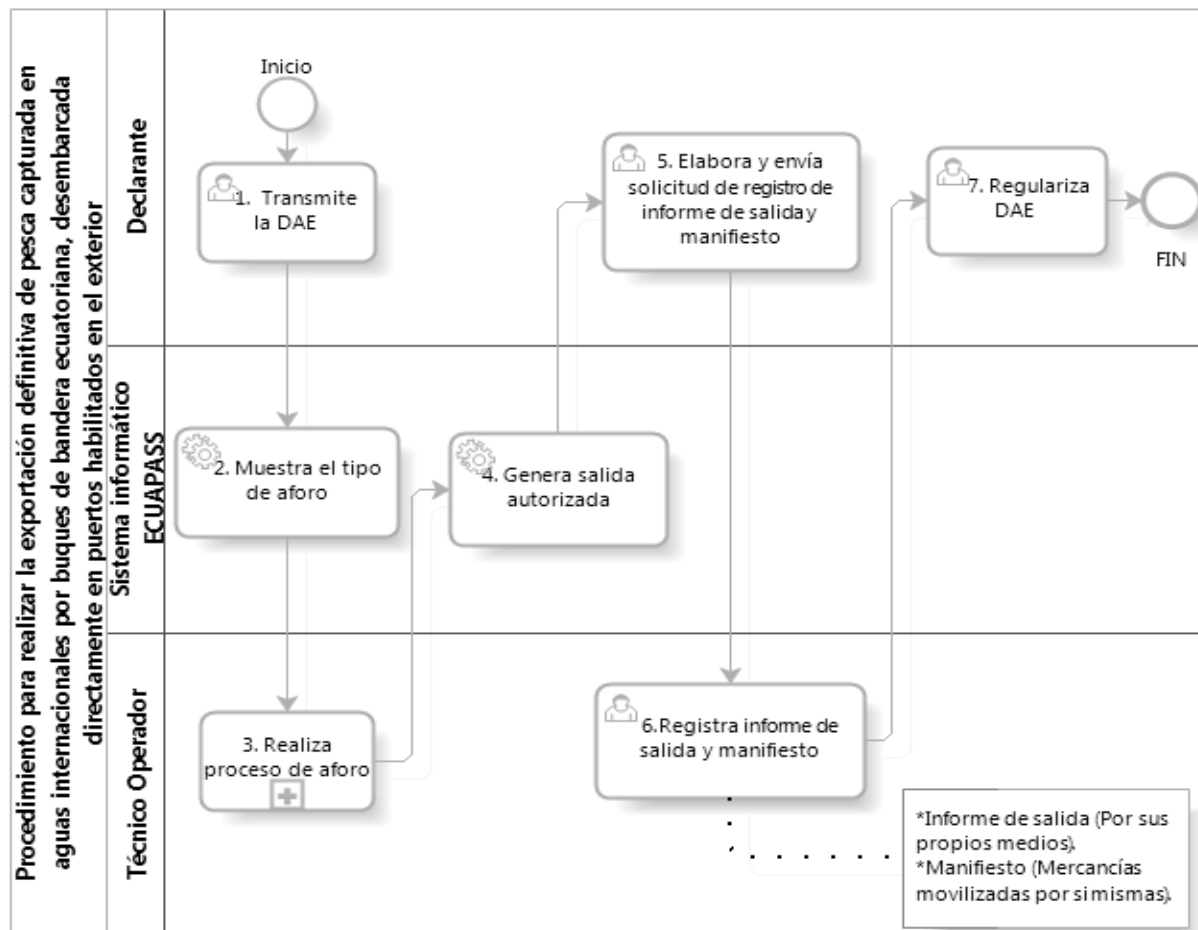 Procedimiento para realizar la exportación definitiva de pesca capturada en
aguas internacionales por buques de bandera ecuatoriana, desembarcada
directamente en puertos habilitados en el exterior
Declarante
Inicio
1. Transmite
la DAE
5. Elabora y envía
solicitud de registro de
informe de salida y
manifiesto
7. Regulariza
DAE
FIN
Sistema informático
ECUAPASS
2. Muestra el tipo
de aforo
4. Genera salida
autorizada
Técnico Operador
3. Realiza
proceso de aforo
6.Registra informe de
salida y manifiesto
*Informe de salida (Por sus
propios medios).
*Manifiesto (Mercancías
movilizadas por si mismas).